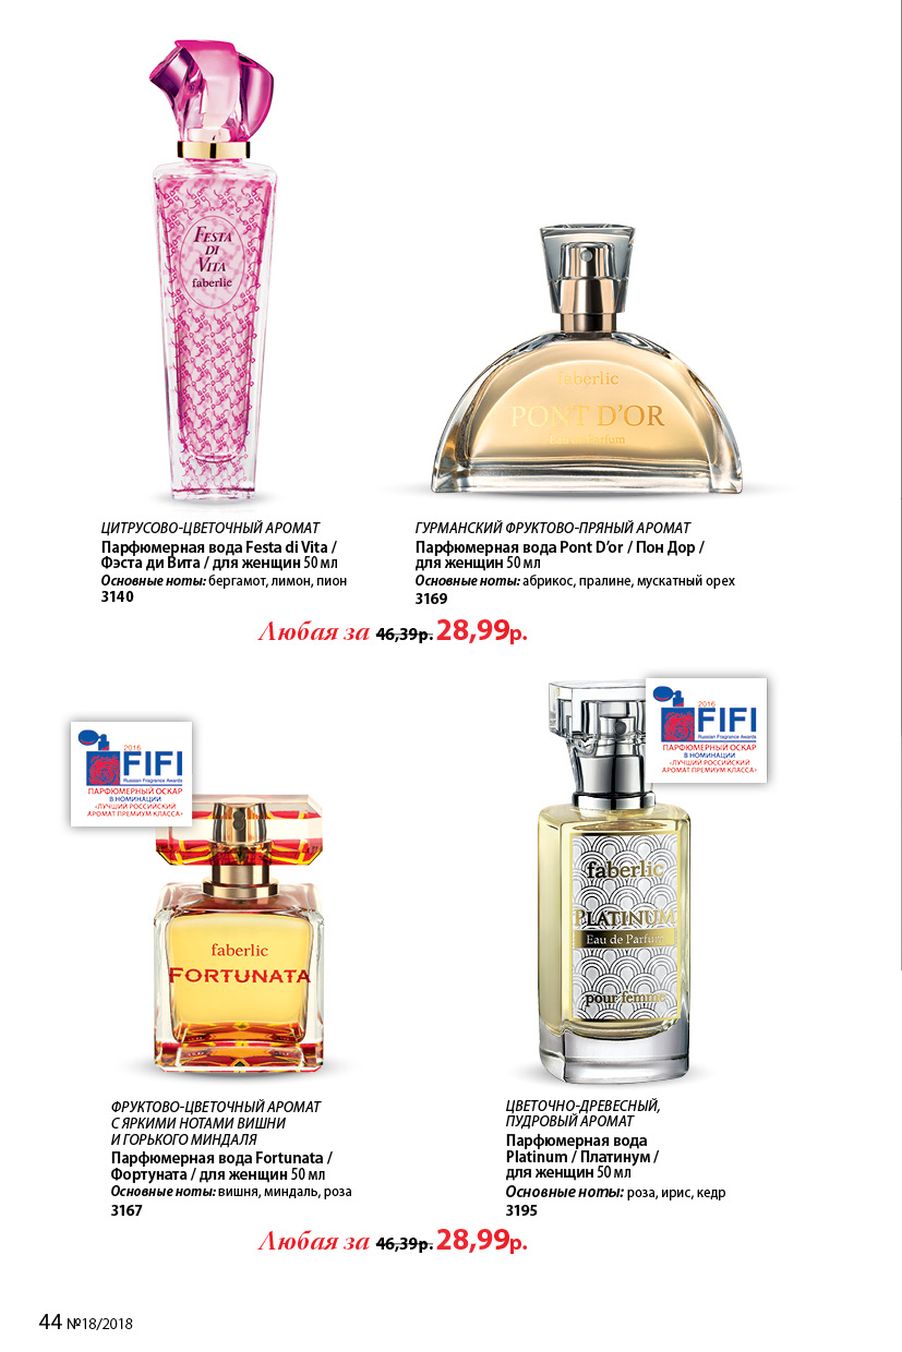 FESTA
DI
VITA
faberlic
faberlic
PONT D'OR
Eau de Parfum
ЦИТРУСОВО-ЦВЕТОЧНЫЙ АРОМАТ
Парфюмерная вода Festa di Vita /
Фэста ди Вита / для женщин 50 мл
Основные ноты: бергамот, лимон, пион
3140
ГУРМАНСКИЙ ФРУКТОВО-ПРЯНЫЙ АРОМАТ
Парфюмерная вода Pont D’or / Пон Дор /
для женщин 50 мл
Основные ноты: абрикос, пралине, мускатный орех
3169
Любая за 46,39р. 28,99р.
2016
FIFI
Russian Fragrance Awards
ПАРФЮМЕРНЫЙ ОСКАР
В НОМИНАЦИИ
«ЛУЧШИЙ РОССИЙСКИЙ
АРОМАТ ПРЕМИУМ КЛАССА»
2016
FIFI
Russian Fragrance Awards
ПАРФЮМЕРНЫЙ ОСКАР
В НОМИНАЦИИ
«ЛУЧШИЙ РОССИЙСКИЙ
АРОМАТ ПРЕМИУМ КЛАССА»
faberlic
FORTUNATA
faberlic
PLATINUM
Eau de Parfum
pour femme
ФРУКТОВО-ЦВЕТОЧНЫЙ АРОМАТ
С ЯРКИМИ НОТАМИ ВИШНИ
И ГОРЬКОГО МИНДАЛЯ
Парфюмерная вода Fortunata /
Фортуната / для женщин 50 мл
Основные ноты: вишня, миндаль, роза
3167
ЦВЕТОЧНО-ДРЕВЕСНЫЙ,
ПУДРОВЫЙ АРОМАТ
Парфюмерная вода
Platinum / Платинум /
для женщин 50 мл
Основные ноты: роза, ирис, кедр
3195
Любая за 46,39р. 28,99р.
44 №18/2018